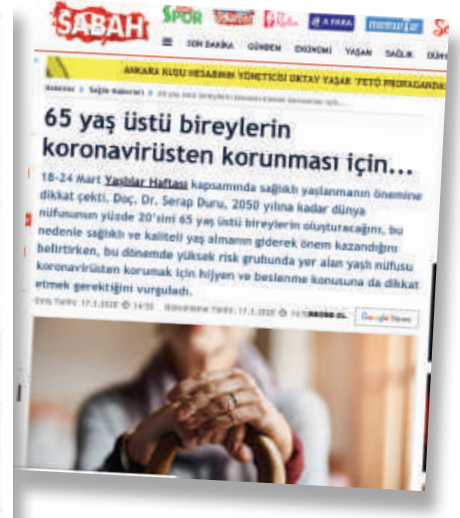 SABAH
SPOR
A PARA
memurlar
SON DAKİKA GÜNDEM EKONOMİ YAŞAM SAĞLIK
ANKARA KUŞU HESABININ YÖNETİCİSİ OKTAY YAŞAR 'FETÖ PROPAGANDA
65 yaş üstü bireylerin
koronavirüsten korunması için...
18-24 Mart Yaşlılar Haftası kapsamında sağlıklı yaşlanmanın önemine
dikkat çekti. Doç. Dr. Serap Duru, 2050 yılına kadar dünya
nüfusunun yüzde 20'sini 65 yaş üstü bireylerin oluşturacağını, bu
nedenle sağlıklı ve kaliteli yaş almanın giderek önem kazandığını
belirtirken, bu dönemde yüksek risk grubunda yer alan yaşlı nüfusu
koronavirüsten korumak için hijyen ve beslenme konusuna da dikkat
etmek gerektiğini vurguladı.
ABONE OL Google News